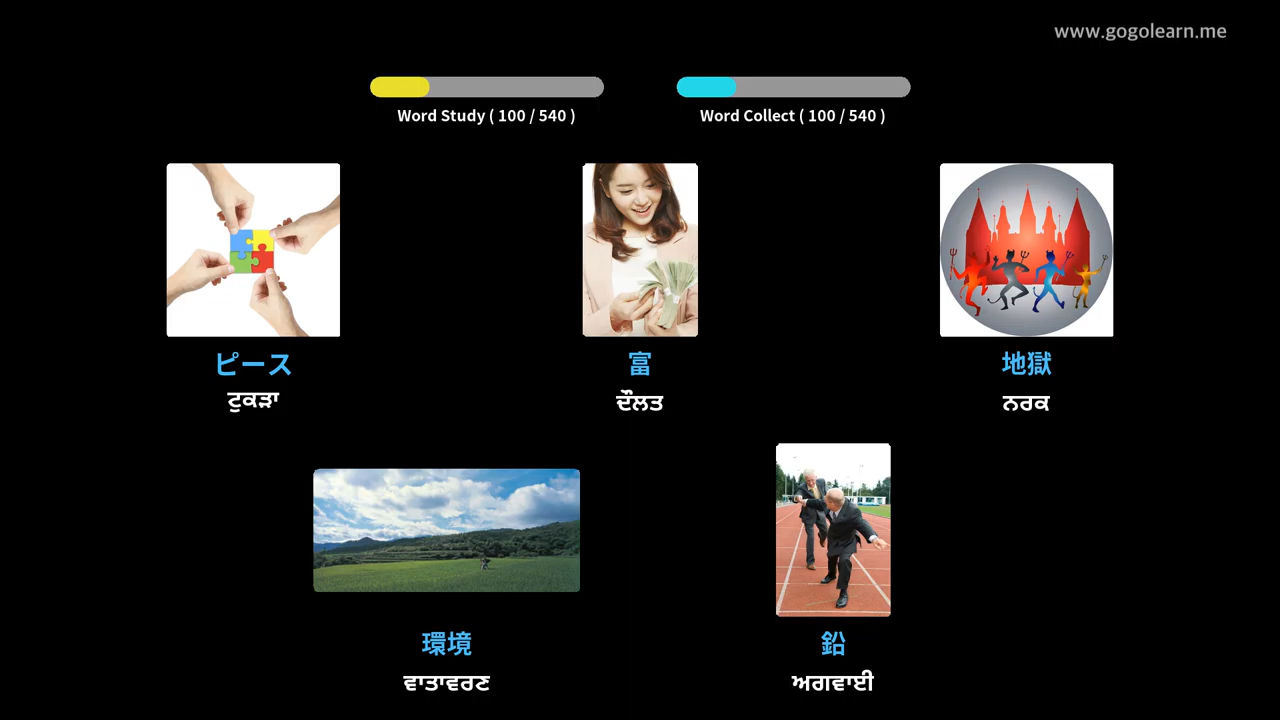 www.gogolearn.me
Word Study ( 100 / 540 )
Word Collect ( 100 / 540 )
ピース
富
地獄
ਟੁਕੜਾ
ਦੌਲਤ
ਨਰਕ
環境
鉛
ਵਾਤਾਵਰਣ
ਅਗਵਾਈ